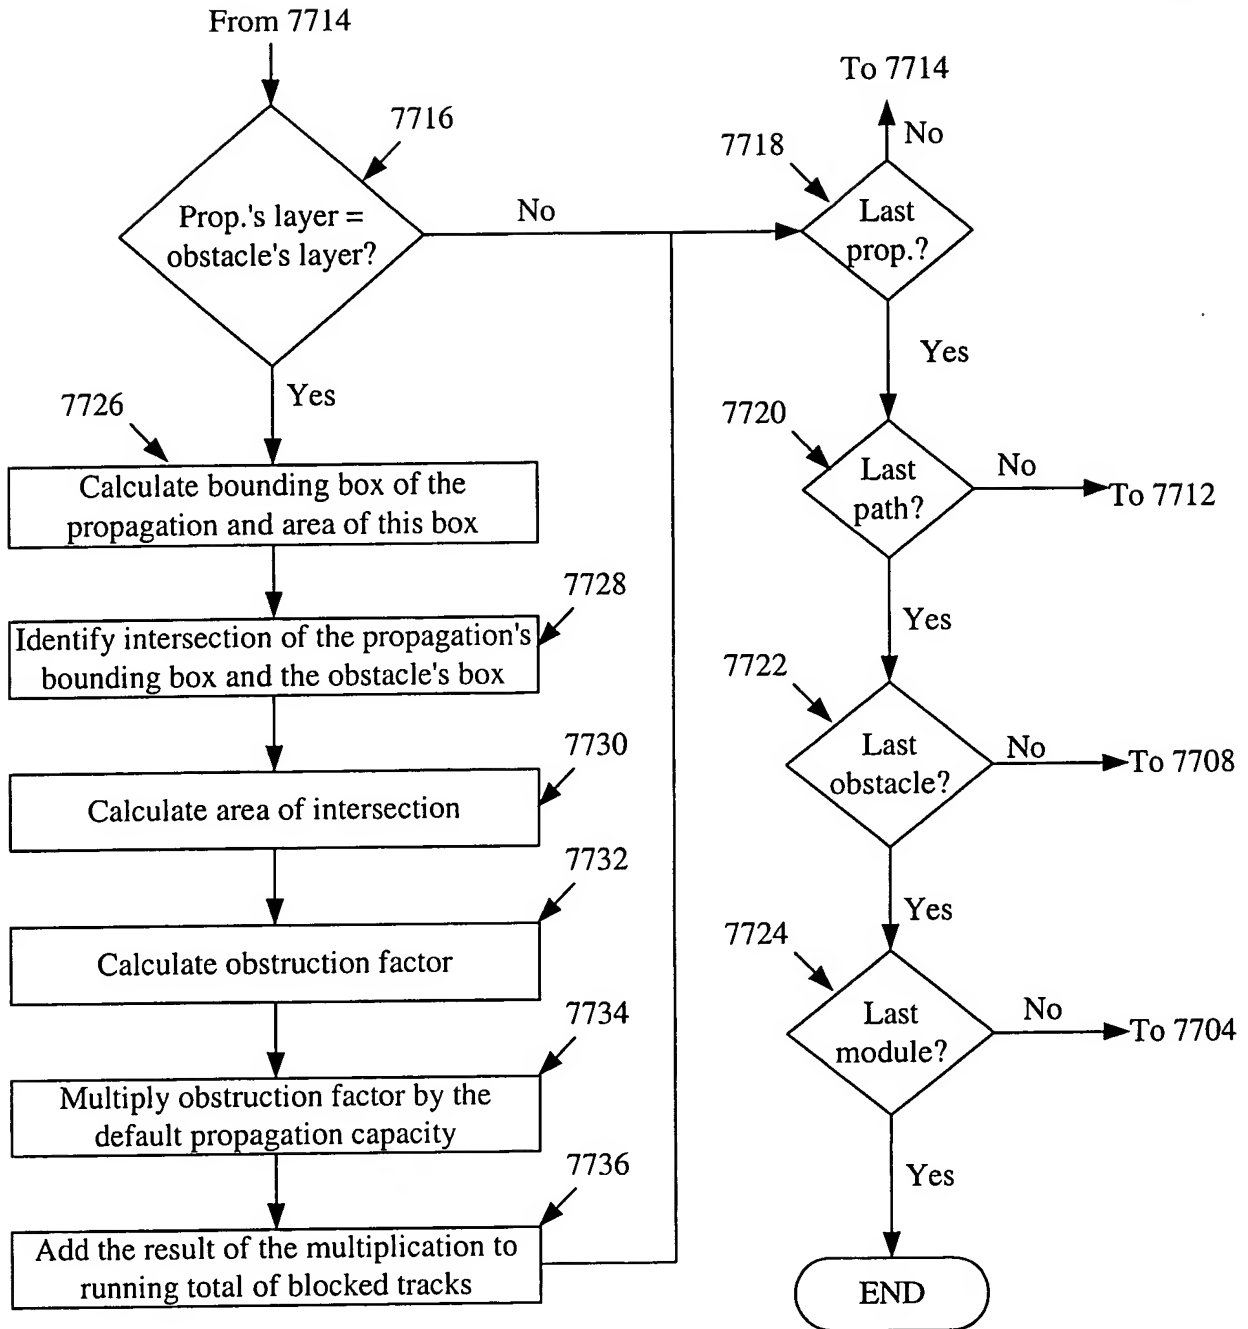 From 7714
7716
Prop.'s layer =
obstacle's layer?
No
Yes
7726
Calculate bounding box of the
propagation and area of this box
7728
Identify intersection of the propagation's
bounding box and the obstacle's box
7730
Calculate area of intersection
7732
Calculate obstruction factor
7734
Multiply obstruction factor by the
default propagation capacity
7736
Add the result of the multiplication to
running total of blocked tracks
To 7714
No
7718
Last
prop.?
Yes
7720
Last
path?
No
To 7712
Yes
7722
Last
obstacle?
No
To 7708
Yes
7724
Last
module?
No
To 7704
Yes
END